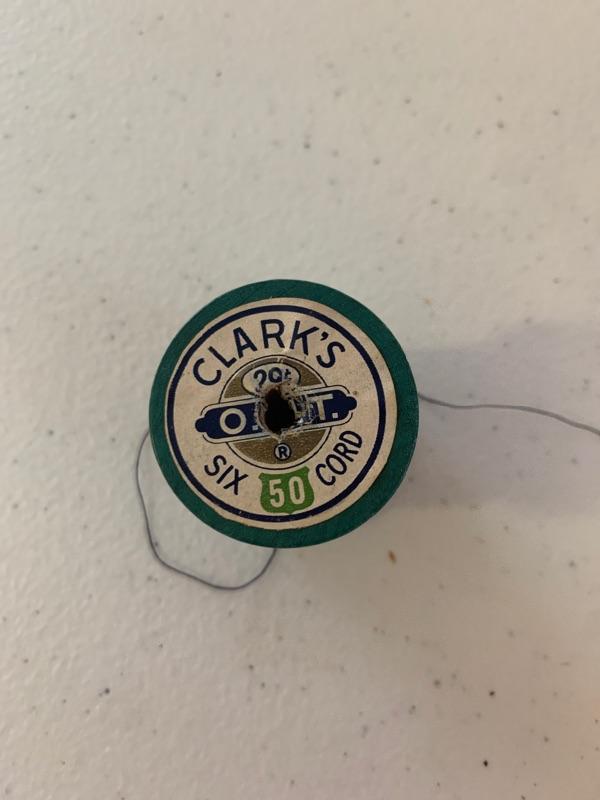 CLARK'S
20¢
O. T.
®
SIX 50 CORD